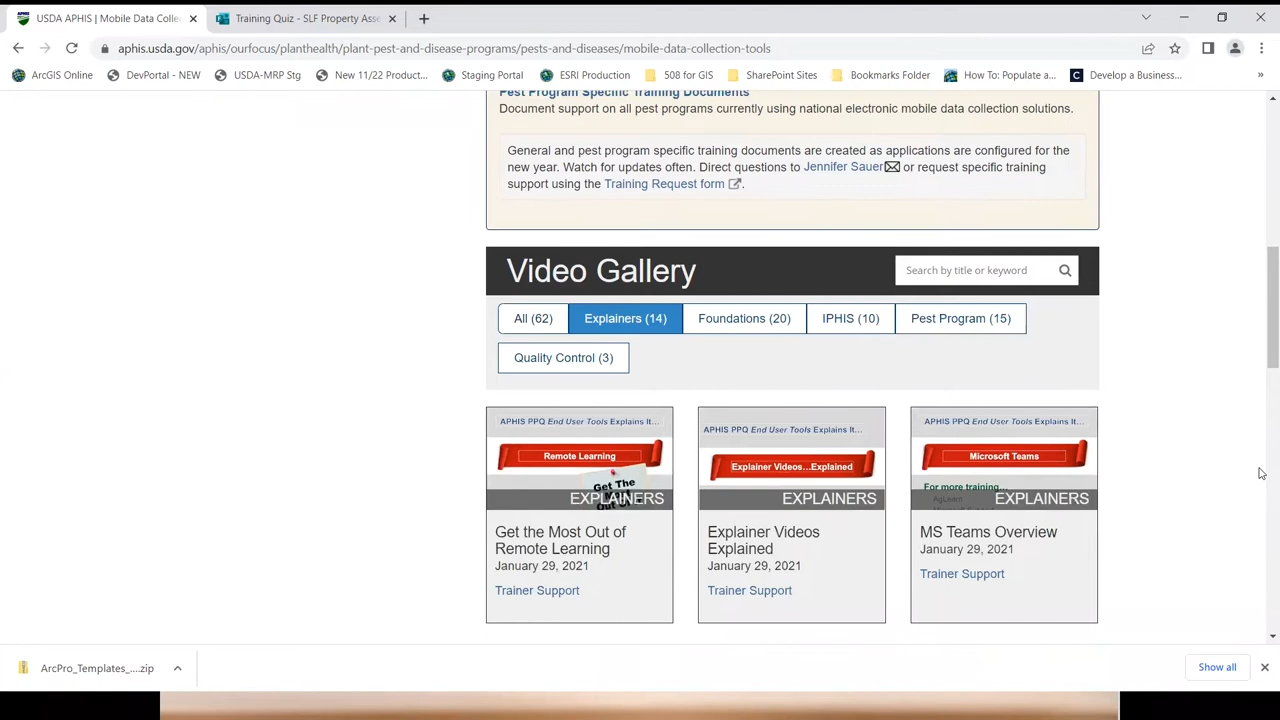 USDA APHIS | Mobile Data Colle
Training Quiz - SLF Property Asse
aphis.usda.gov/aphis/ourfocus/planthealth/plant-pest-and-disease-programs/pests-and-diseases/mobile-data-collection-tools
ArcGIS Online
DevPortal - NEW
USDA-MRP Stg
New 11/22 Product...
Staging Portal
ESRI Production
508 for GIS
SharePoint Sites
Bookmarks Folder
How To: Populate a...
Develop a Business...
Pest Program Specific Training Documents
Document support on all pest programs currently using national electronic mobile data collection solutions.
General and pest program specific training documents are created as applications are configured for the
new year. Watch for updates often. Direct questions to Jennifer Sauer or request specific training
support using the Training Request form .
Video Gallery
Search by title or keyword
All (62)
Explainers (14)
Foundations (20)
IPHIS (10)
Pest Program (15)
Quality Control (3)
APHIS PPQ End User Tools Explains It...
Remote Learning
Get The
EXPLAINERS
Get the Most Out of
Remote Learning
January 29, 2021
Trainer Support
APHIS PPQ End User Tools Explains It...
Explainer Videos...Explained
EXPLAINERS
Explainer Videos
Explained
January 29, 2021
Trainer Support
APHIS PPQ End User Tools Explains It...
Microsoft Teams
For more training...
AgLearn
EXPLAINERS
MS Teams Overview
January 29, 2021
Trainer Support
ArcPro_Templates_....zip
Show all